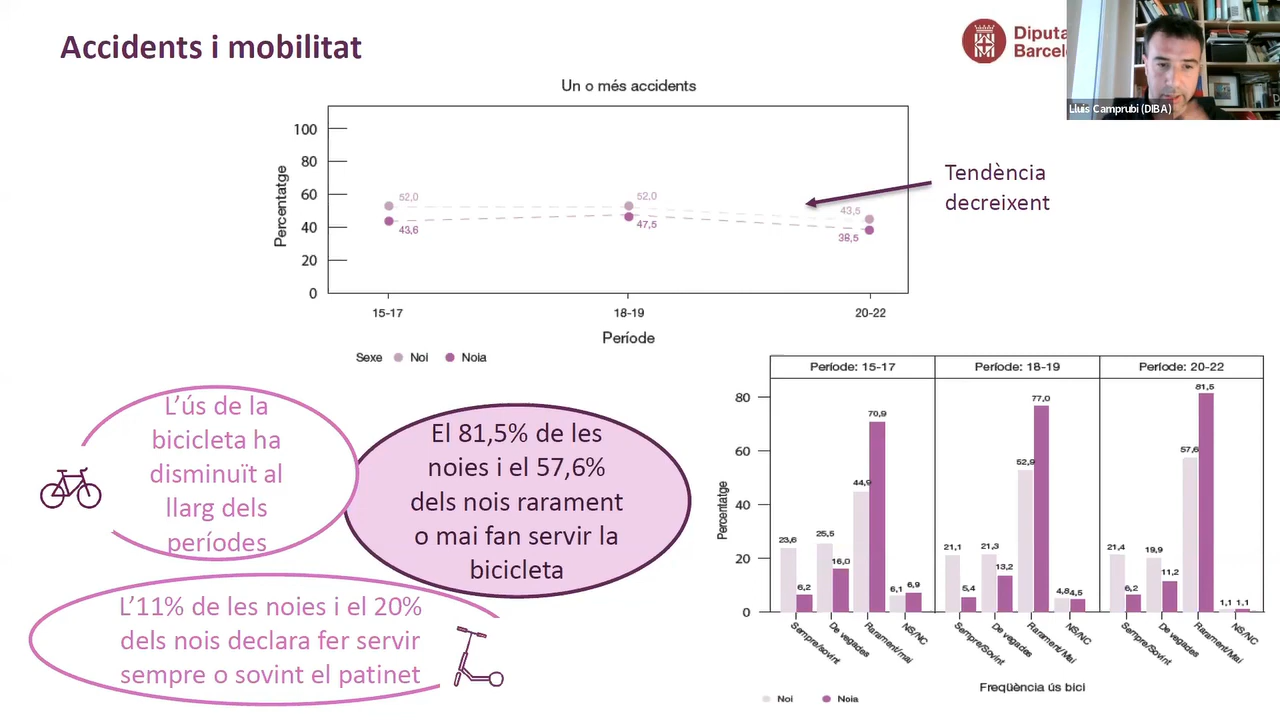 Accidents i mobilitat
Diputa
Barcel
Lluis Camprubi (DIBA)
Un o més accidents
Percentatge
100
80
60
40
20
0
52,0
43,6
52,0
47,5
43,5
38,5
15-17
18-19
20-22
Període
Sexe Noi Noia
Tendència
decreixent
L'ús de la
bicicleta ha
disminuït al
llarg dels
períodes
El 81,5% de les
noies i el 57,6%
dels nois rarament
o mai fan servir la
bicicleta
L'11% de les noies i el 20%
dels nois declara fer servir
sempre o sovint el patinet
Període: 15-17
Període: 18-19
Període: 20-22
Percentatge
80
60
40
20
0
23,6
6,2
25,5
16,0
44,9
70,9
6,1
6,9
21,1
5,4
21,3
13,2
52,9
77,0
4,8
4,5
21,4
6,2
19,9
11,2
57,6
81,5
1,1
1,1
Sempre/sovint
De vegades
Rarament/mai
NS/NC
Sempre/Sovint
De vegades
Rarament/Mai
NS/NC
Sempre/Sovint
De vegades
Rarament/Mai
NS/NC
Freqüència ús bici
Noi Noia